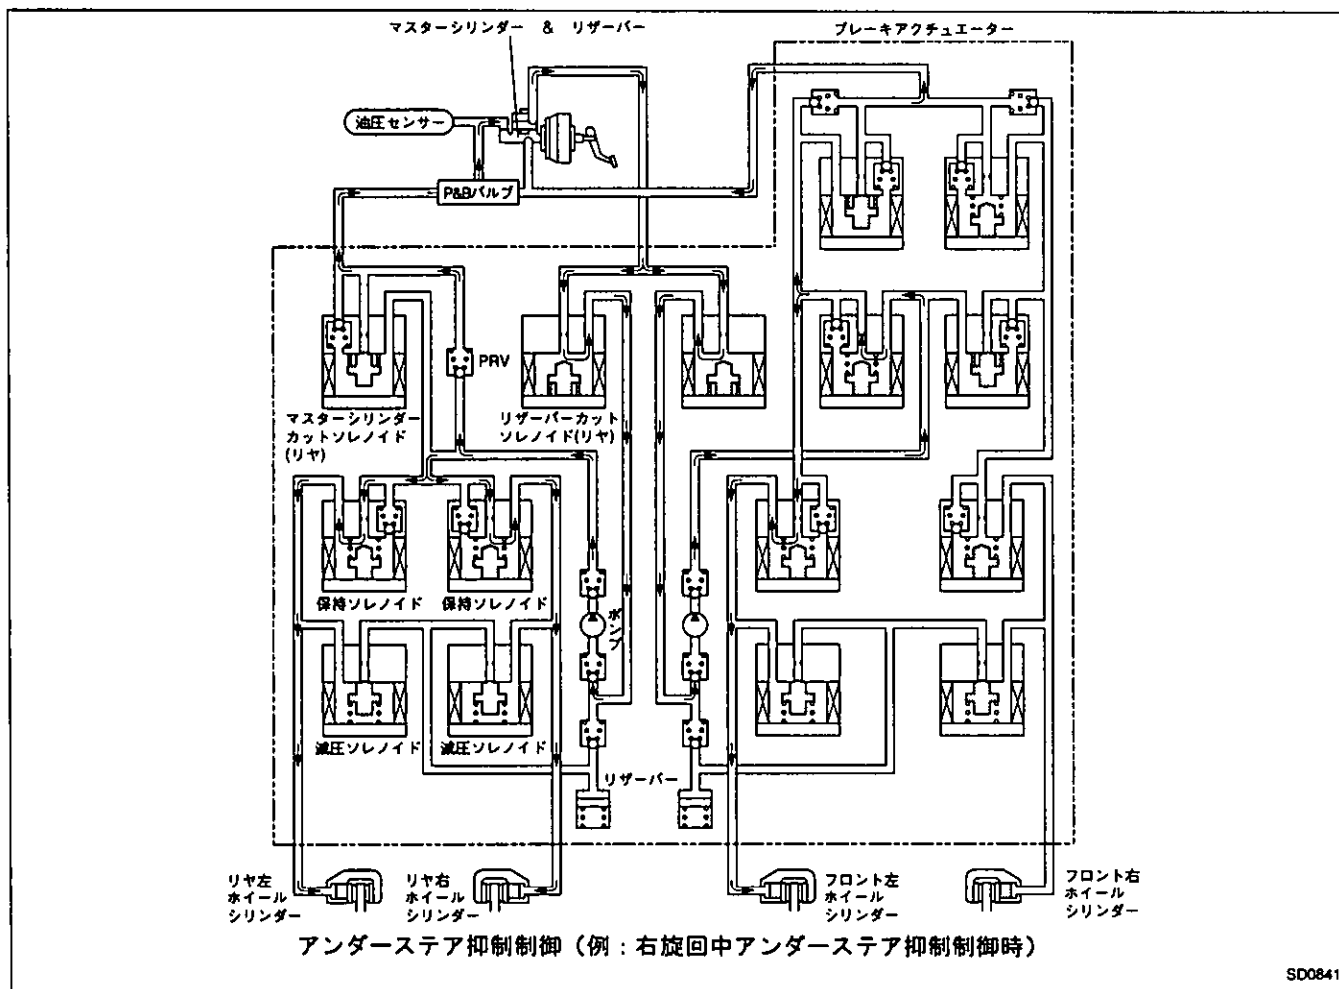 マスターシリンダー & リザーバー
ブレーキアクチュエーター
油圧センサー
P&Bバルブ
PRV
マスターシリンダー
カットソレノイド
(リヤ)
リザーバーカット
ソレノイド(リヤ)
保持ソレノイド
保持ソレノイド
ポンプ
減圧ソレノイド
減圧ソレノイド
リザーバー
リヤ左
ホイール
シリンダー
リヤ右
ホイール
シリンダー
フロント左
ホイール
シリンダー
フロント右
ホイール
シリンダー
アンダーステア抑制制御（例：右旋回中アンダーステア抑制制御時）
SD0841